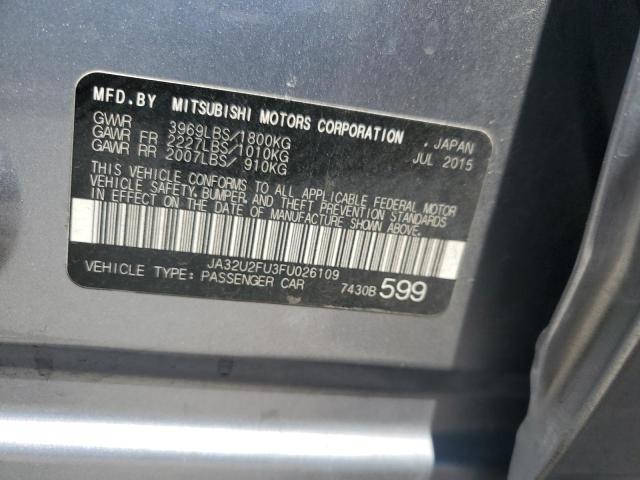 MFD.BY MITSUBISHI MOTORS CORPORATION , JAPAN
GVWR 3969LBS/1800KG JUL 2015
GAWR FR 2227LBS/1010KG
GAWR RR 2007LBS/ 910KG
THIS VEHICLE CONFORMS TO ALL APPLICABLE FEDERAL MOTOR
VEHICLE SAFETY, BUMPER, AND THEFT PREVENTION STANDARDS
IN EFFECT ON THE DATE OF MANUFACTURE SHOWN ABOVE.
JA32U2FU3FU026109
VEHICLE TYPE: PASSENGER CAR 7430B 599